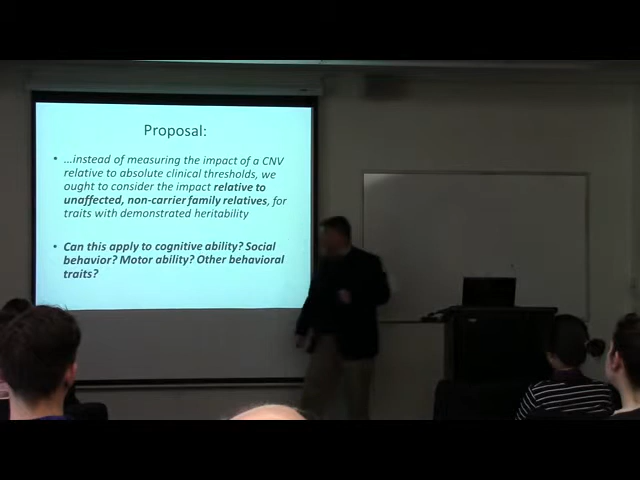 Proposal:
• ...instead of measuring the impact of a CNV
relative to absolute clinical thresholds, we
ought to consider the impact relative to
unaffected, non-carrier family relatives, for
traits with demonstrated heritability
• Can this apply to cognitive ability? Social
behavior? Motor ability? Other behavioral
traits?